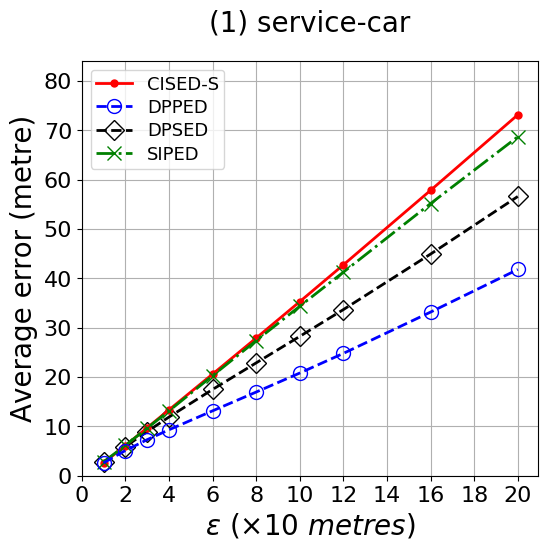 (1) service-car
CISED-S
DPPED
DPSED
SIPED
Average error (metre)
80
70
60
50
40
30
20
10
0
0 2 4 6 8 10 12 14 16 18 20
ε (×10 metres)